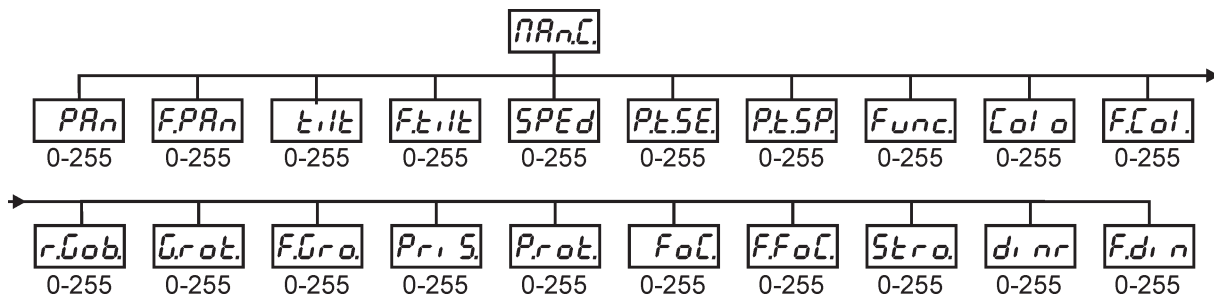 MAn.C.
PAn F.PAn tilt F.tilt SPEd P.t.SE. P.t.SP. Func. Colo F.Col.
0-255 0-255 0-255 0-255 0-255 0-255 0-255 0-255 0-255 0-255
r.Gob. G.rot. F.Gro. PriS. P.rot. FoC. F.FoC. Stro. dinr F.din
0-255 0-255 0-255 0-255 0-255 0-255 0-255 0-255 0-255 0-255